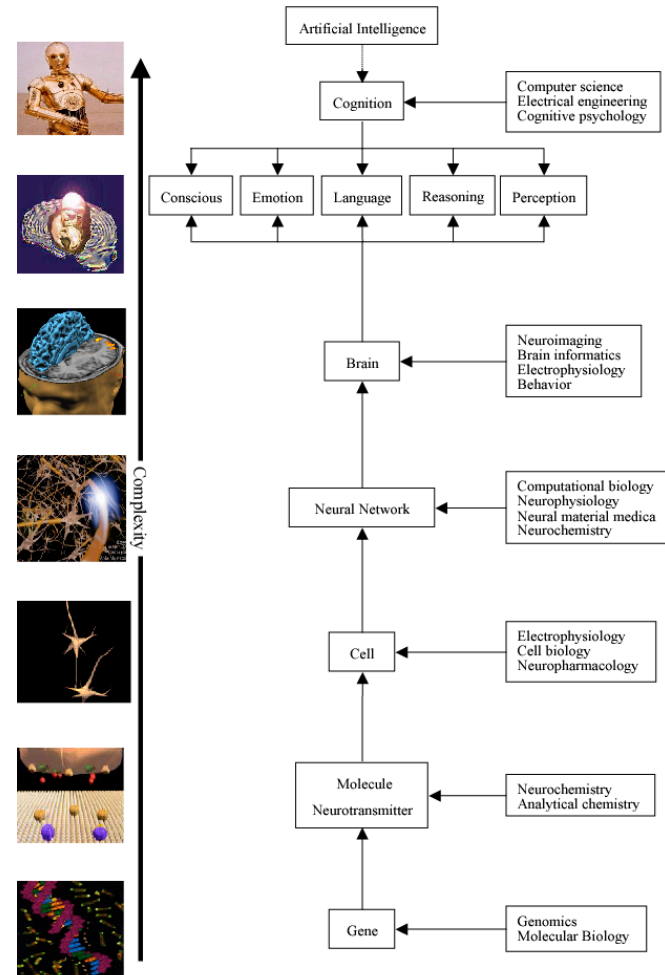 Artificial Intelligence
Cognition
Computer science
Electrical engineering
Cognitive psychology
Conscious
Emotion
Language
Reasoning
Perception
Brain
Neuroimaging
Brain informatics
Electrophysiology
Behavior
Complexity
Neural Network
Computational biology
Neurophysiology
Neural material medica
Neurochemistry
Cell
Electrophysiology
Cell biology
Neuropharmacology
Molecule
Neurotransmitter
Neurochemistry
Analytical chemistry
Gene
Genomics
Molecular Biology